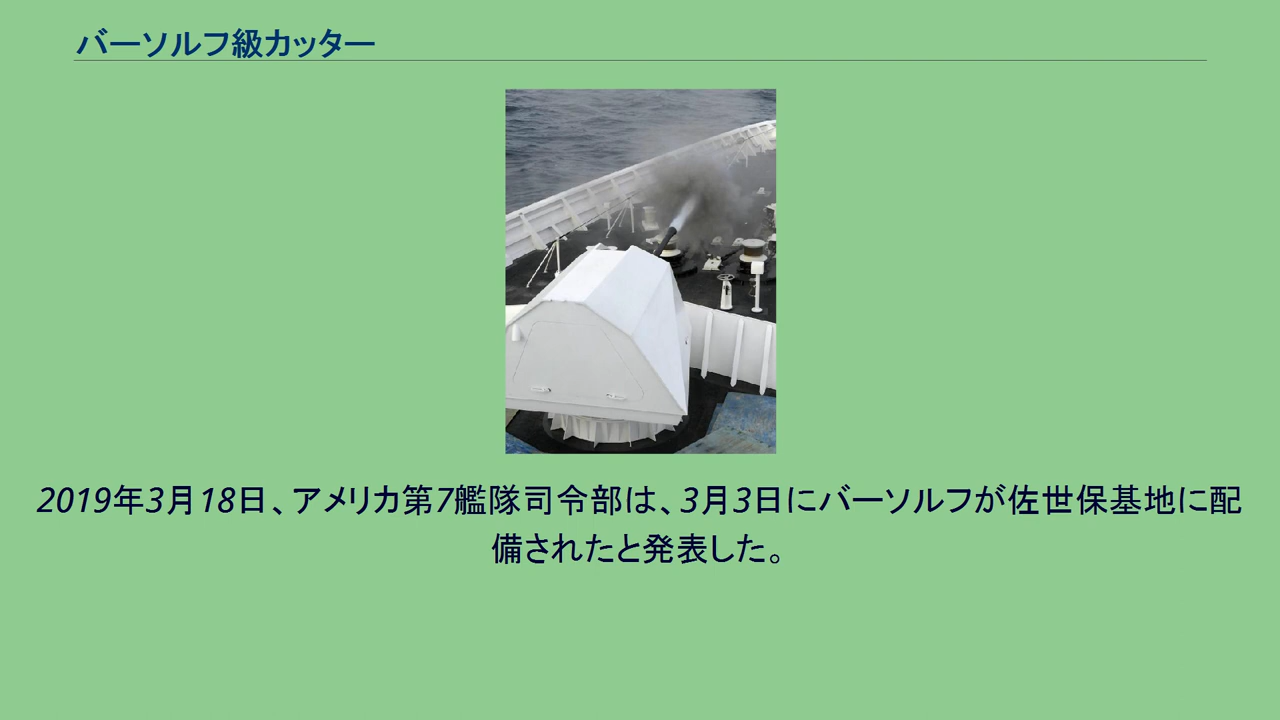 バーソルフ級カッター
2019年3月18日、アメリカ第7艦隊司令部は、3月3日にバーソルフが佐世保基地に配
備されたと発表した。